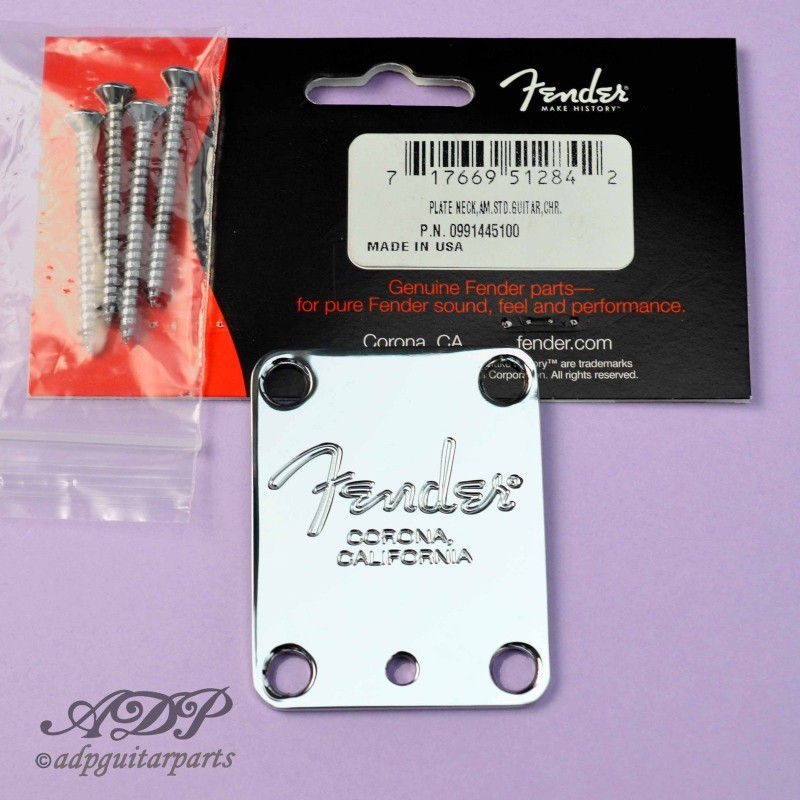 Fender
MAKE HISTORY™
7 17669 51284 2
PLATE NECK,AM.STD.GUITAR,CHR.
P.N. 0991445100
MADE IN USA
Genuine Fender parts—
for pure Fender sound, feel and performance.
Corona, CA
fender.com
are trademarks
All rights reserved.
Fender®
CORONA,
CALIFORNIA
ADP
©adpguitarparts